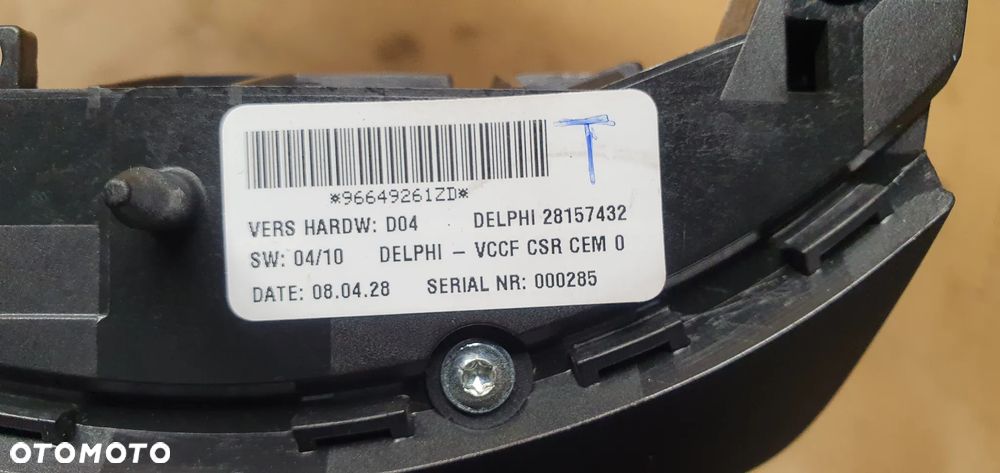 T
*96649261ZD*
VERS HARDW: D04 DELPHI 28157432
SW: 04/10 DELPHI – VCCF CSR CEM 0
DATE: 08.04.28 SERIAL NR: 000285
OTOMOTO